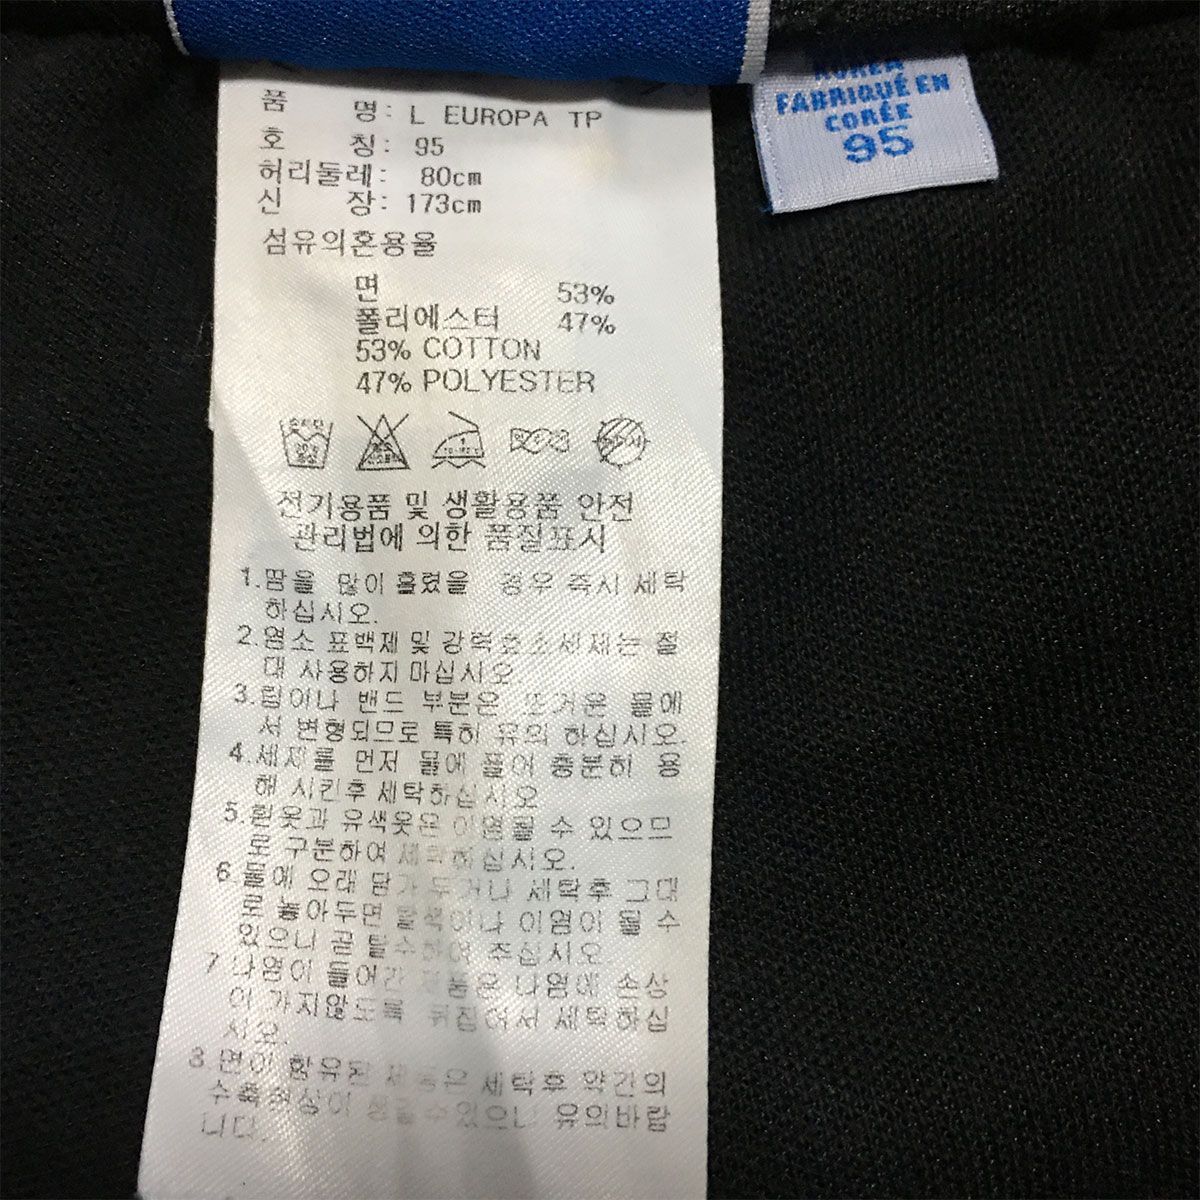 KOREA
FABRIQUÉ EN
CORÉE
95
품 명: L EUROPA TP
호 칭: 95
허리둘레: 80cm
신 장: 173cm
섬유의혼용율
면 53%
폴리에스터 47%
53% COTTON
47% POLYESTER
전기용품 및 생활용품 안전
관리법에 의한 품질표시
1.땀을 많이 흘렸을 경우 즉시 세탁
하십시오.
2.염소 표백제 및 강력효소세제는 절
대 사용하지 마십시오.
3.립이나 밴드 부분은 뜨거운 물에
서 변형되므로 특히 유의 하십시오
4.세제를 먼저 물에 풀어 충분히 용
해 시킨후 세탁하십시오
5.흰옷과 유색옷은 이염될 수 있으므
로 구분하여 세탁하십시오.
6.물에 오래 담가 두거나 세탁후 그대
로 놓아두면 탈색이나 이염이 될 수
있으니 곧 탈수하여 주십시오
7 나염이 들어간 제품은 나염에 손상
이 가지않도록 뒤집어서 세탁하십
시오.
8.면이 함유된 제품은 세탁후 약간의
수축현상이 생길수있으니 유의바랍
니다.